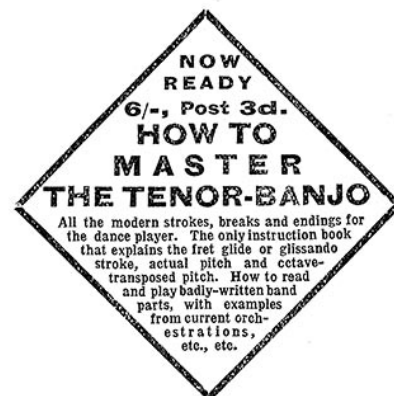 NOW
READY
6/-, Post 3d.
HOW TO
MASTER
THE TENOR-BANJO
All the modern strokes, breaks and endings for
the dance player. The only instruction book
that explains the fret glide or glissando
stroke, actual pitch and octave-
transposed pitch. How to read
and play badly-written band
parts, with examples
from current orch-
estrations,
etc., etc.